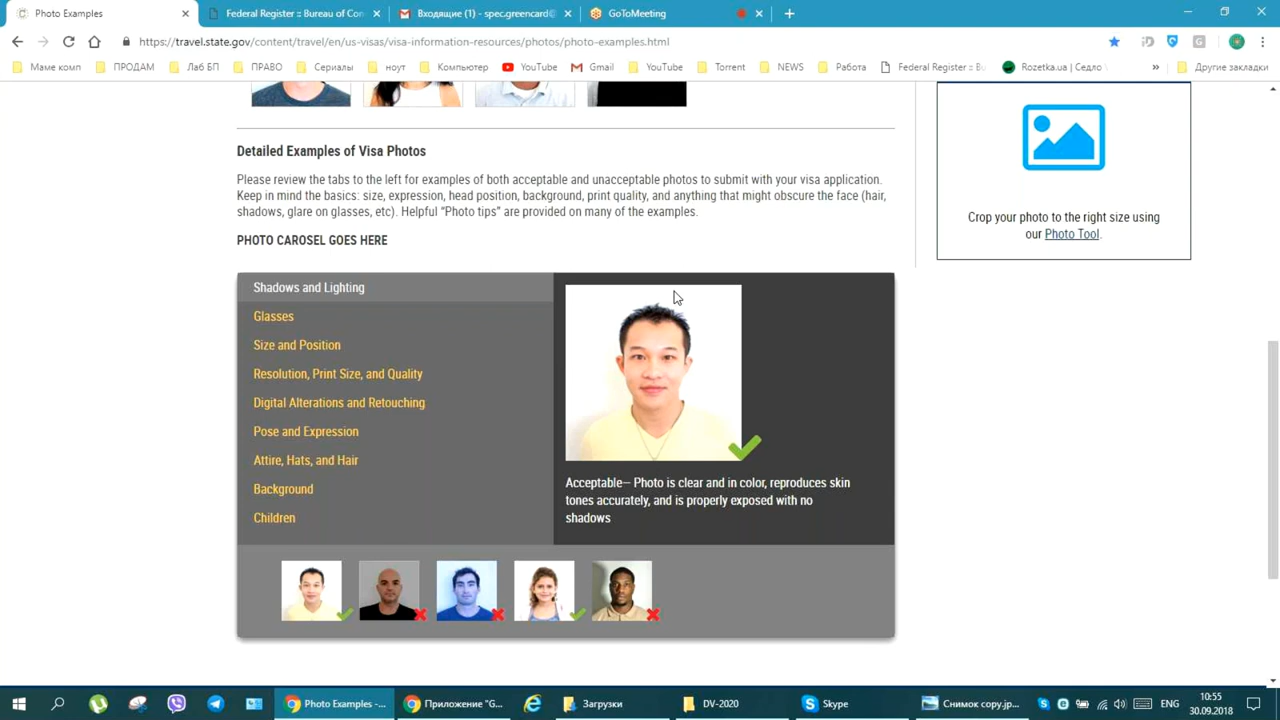 Photo Examples
Federal Register :: Bureau of Con
Входящие (1) - spec.greencard@
GoToMeeting
https://travel.state.gov/content/travel/en/us-visas/visa-information-resources/photos/photo-examples.html
Маме комп
ПРОДАМ
Лаб БП
ПРАВО
Сериалы
ноут
Компьютер
YouTube
Gmail
YouTube
Torrent
NEWS
Работа
Federal Register :: Bu
Rozetka.ua | Седло \
»
Другие закладки
Detailed Examples of Visa Photos
Please review the tabs to the left for examples of both acceptable and unacceptable photos to submit with your visa application.
Keep in mind the basics: size, expression, head position, background, print quality, and anything that might obscure the face (hair,
shadows, glare on glasses, etc). Helpful “Photo tips” are provided on many of the examples.
PHOTO CAROSEL GOES HERE
Crop your photo to the right size using
our Photo Tool.
Shadows and Lighting
Glasses
Size and Position
Resolution, Print Size, and Quality
Digital Alterations and Retouching
Pose and Expression
Attire, Hats, and Hair
Background
Children
Acceptable— Photo is clear and in color, reproduces skin
tones accurately, and is properly exposed with no
shadows
Photo Examples -...
Приложение "G...
Загрузки
DV-2020
Skype
Снимок copy.jp...
ENG
10:55
30.09.2018